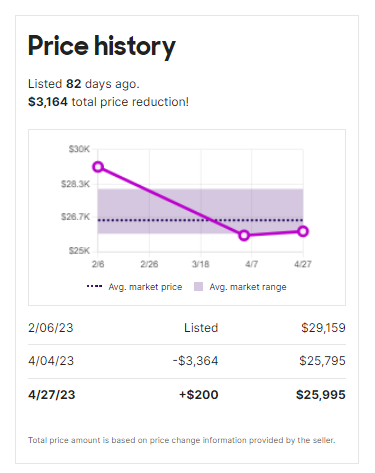 Price history
Listed 82 days ago.
$3,164 total price reduction!
$30K
$28.3K
$26.7K
$25K
2/6 2/26 3/18 4/7 4/27
Avg. market price Avg. market range
2/06/23 Listed $29,159
4/04/23 -$3,364 $25,795
4/27/23 +$200 $25,995
Total price amount is based on price change information provided by the seller.